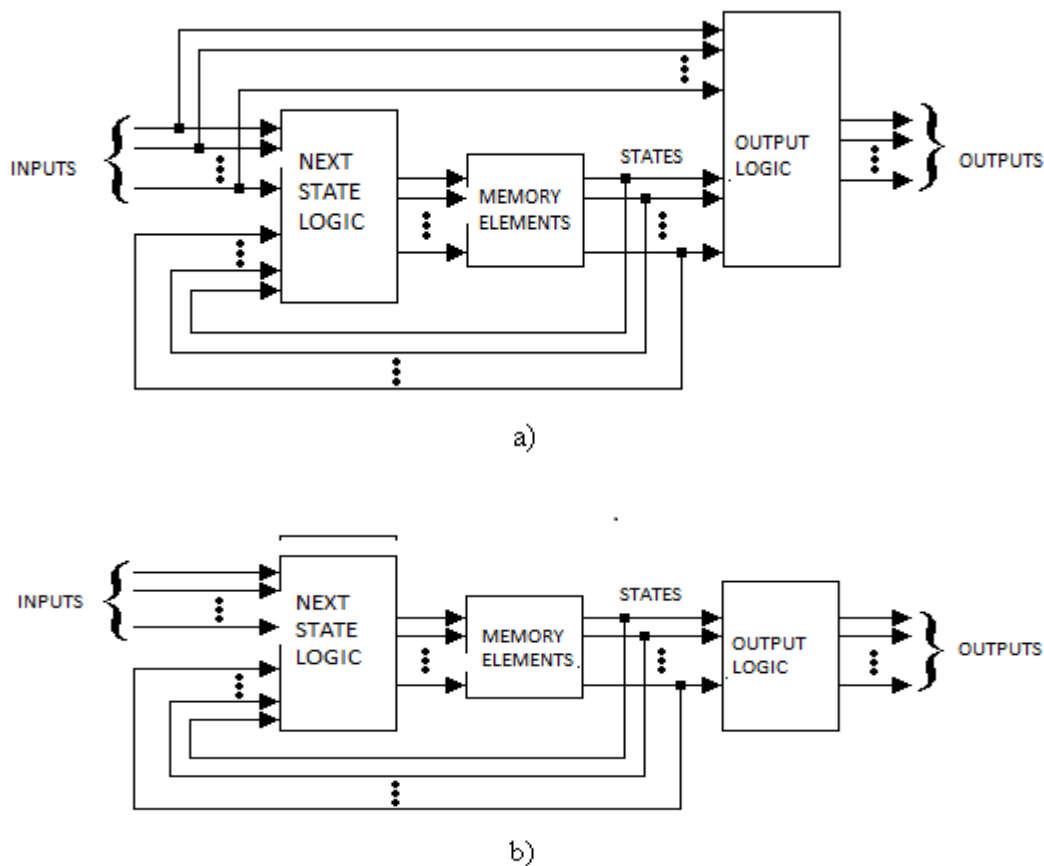 INPUTS
NEXT
STATE
LOGIC
MEMORY
ELEMENTS
STATES
OUTPUT
LOGIC
OUTPUTS
a)
INPUTS
NEXT
STATE
LOGIC
MEMORY
ELEMENTS
STATES
OUTPUT
LOGIC
OUTPUTS
b)